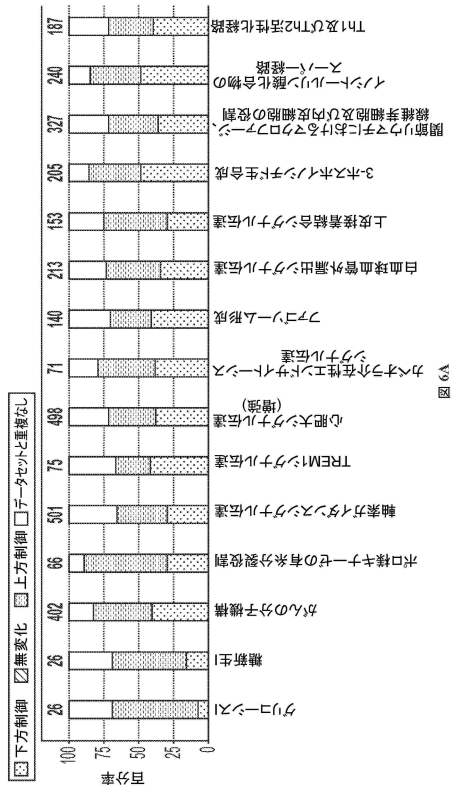 下方制御 無変化 上方制御 データセットと重複なし
26 26 402 66 501 75 498 71 140 213 153 205 327 240 187
100
75
50
25
0
百分率
グリコーシスI
糖新生I
がんの分子機構
ポロ様キナーゼの有糸分裂役割
軸索ガイダンスシグナル伝達
TREM1シグナル伝達
心肥大シグナル伝達
(増強)
カベオラ介在性エンドサイトーシス
シグナル伝達
ファゴソーム形成
白血球血管外漏出シグナル伝達
上皮接着結合シグナル伝達
3-ホスホイノシチド生合成
関節リウマチにおけるマクロファージ、
線維芽細胞及び内皮細胞の役割
イノシトールリン酸化合物の
スーパー経路
Th1及びTh2活性化経路
図 6A